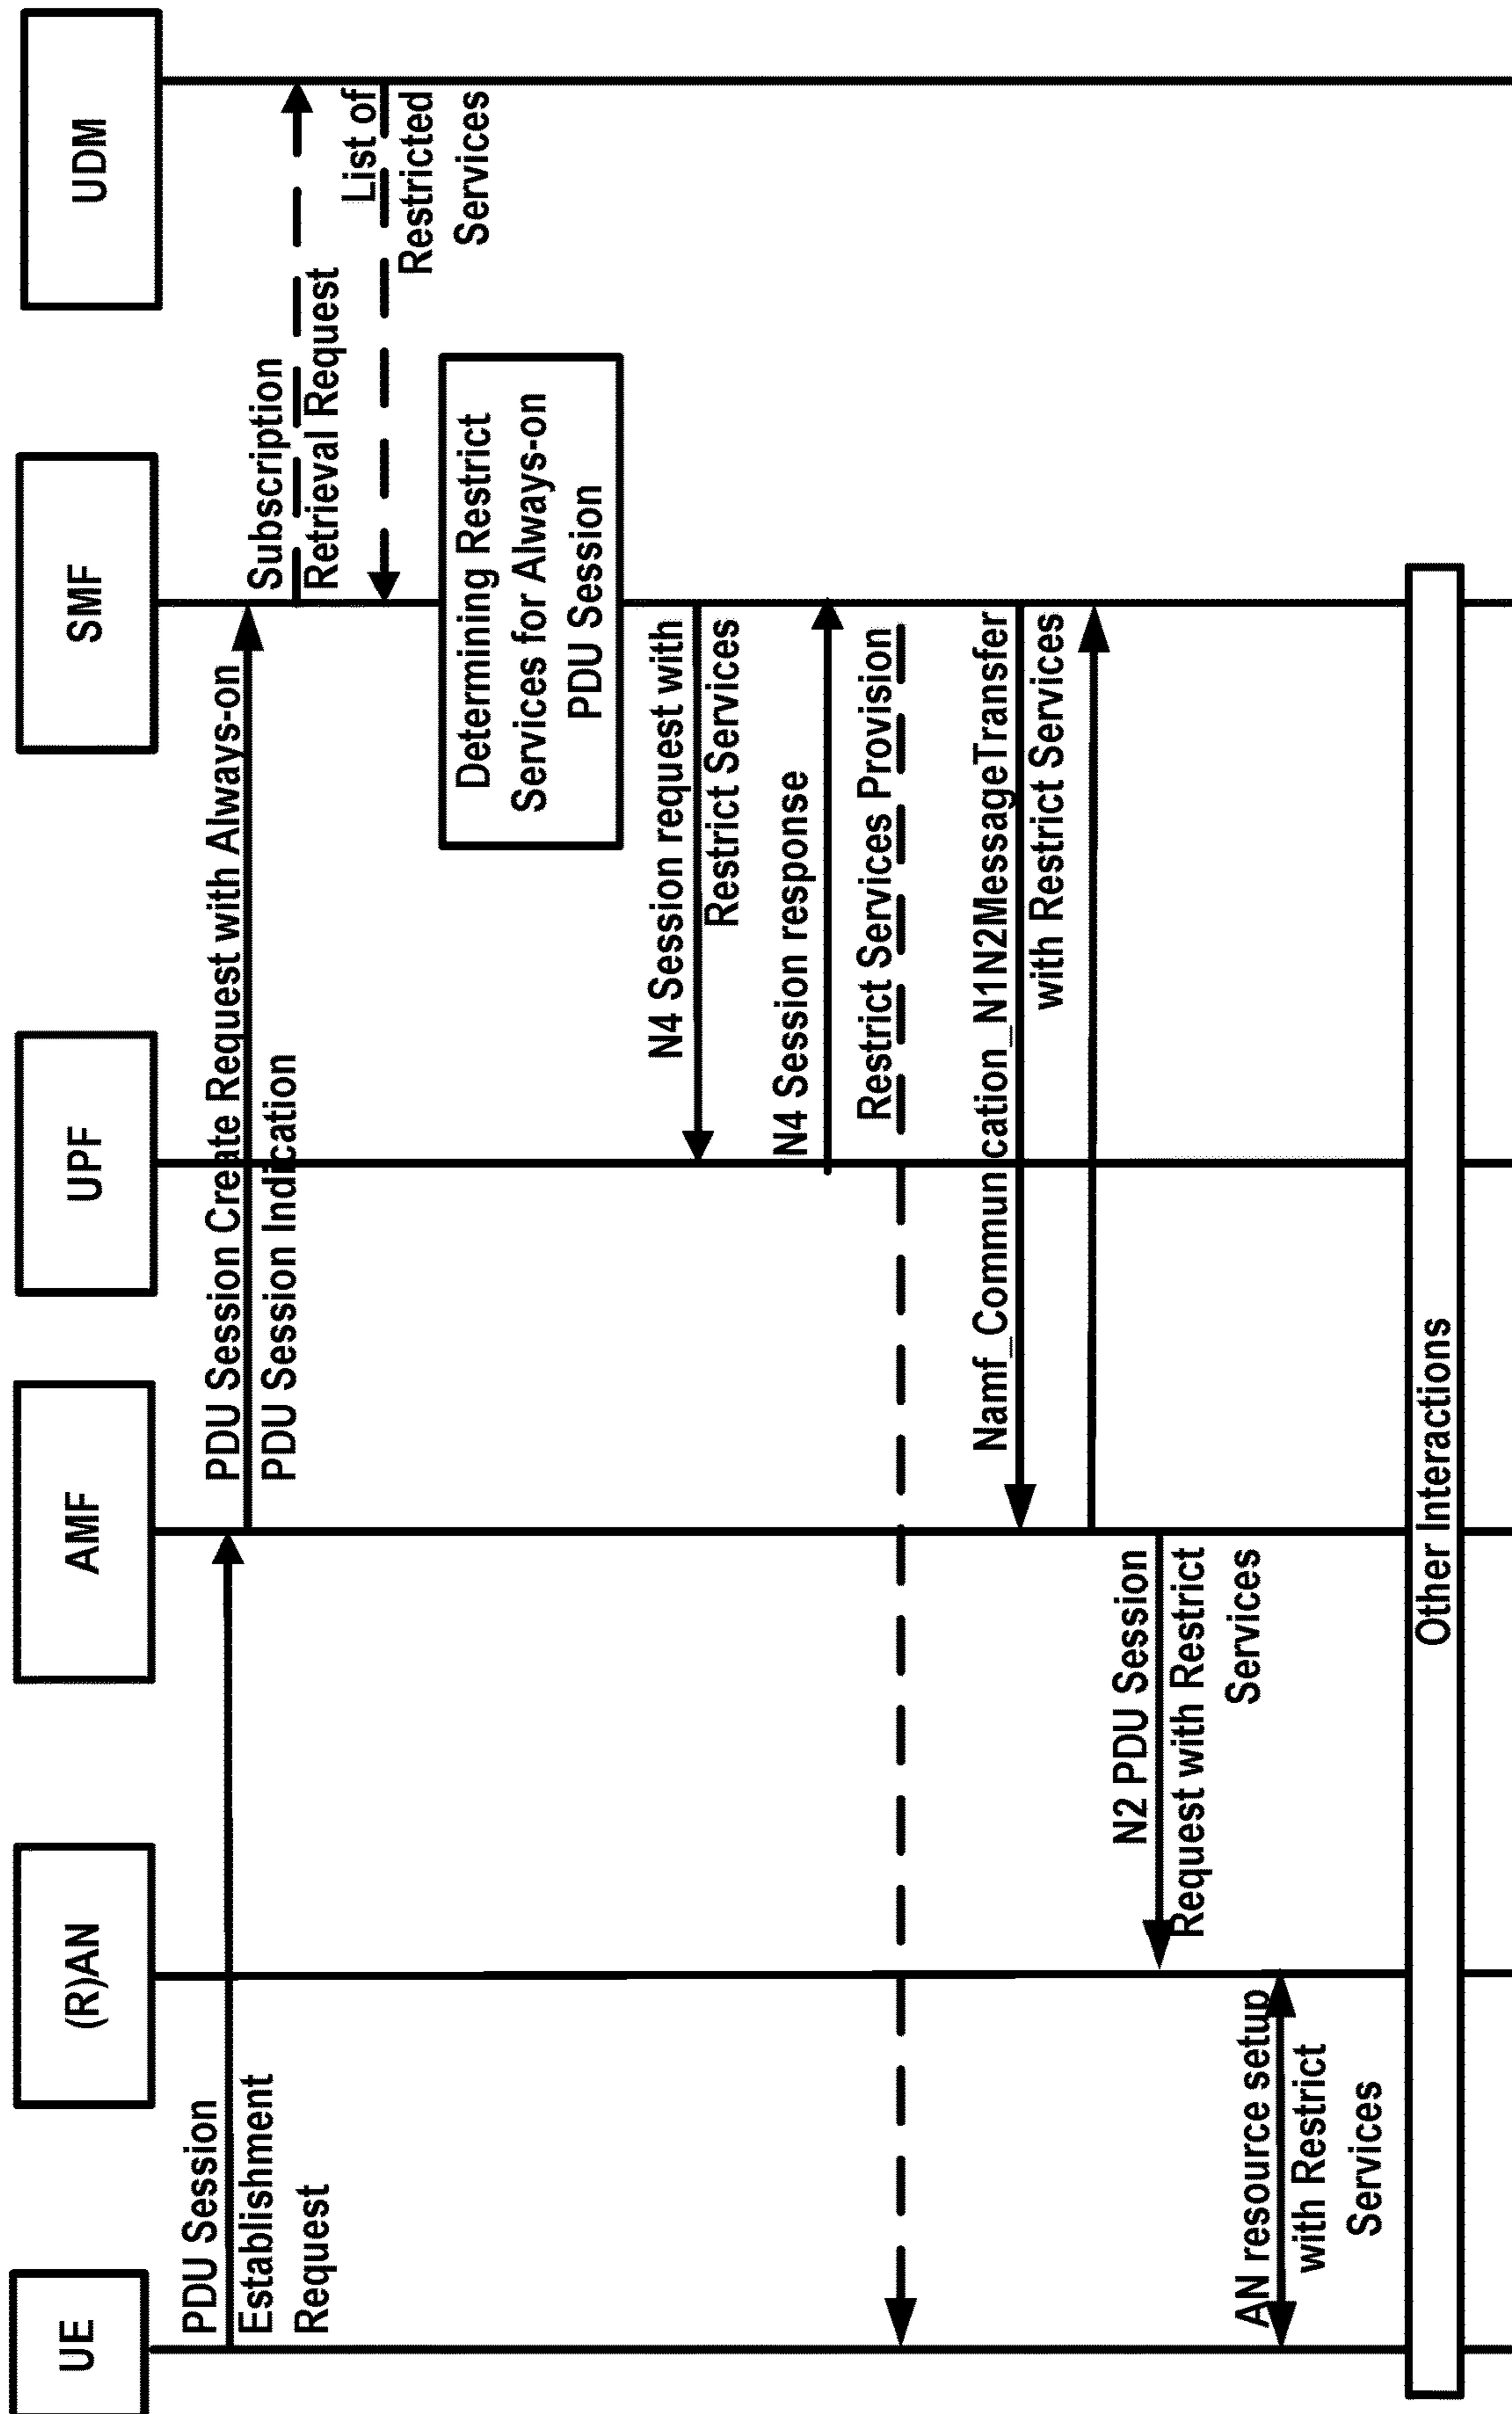 UE
(R)AN
AMF
UPF
SMF
UDM
PDU Session
Establishment
Request
PDU Session Create Request with Always-on
PDU Session Indication
Subscription
Retrieval Request
List of
Restricted
Services
Determining Restrict
Services for Always-on
PDU Session
N4 Session request with
Restrict Services
N4 Session response
Restrict Services Provision
Namf_Communication_N1N2MessageTransfer
with Restrict Services
N2 PDU Session
Request with Restrict
Services
AN resource setup
with Restrict
Services
Other Interactions